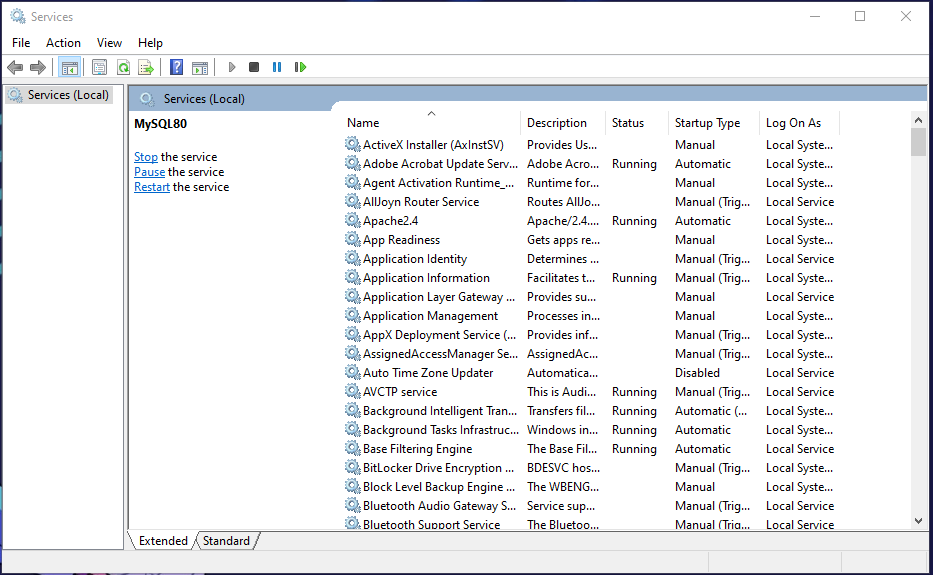 Services
File Action View Help
Services (Local)
Services (Local)
MySQL80
Stop the service
Pause the service
Restart the service
Name Description Status Startup Type Log On As
ActiveX Installer (AxInstSV) Provides Us... Manual Local Syste...
Adobe Acrobat Update Serv... Adobe Acro... Running Automatic Local Syste...
Agent Activation Runtime_... Runtime for... Manual Local Syste...
AllJoyn Router Service Routes AllJo... Manual (Trig... Local Service
Apache2.4 Apache/2.4.... Running Automatic Local Syste...
App Readiness Gets apps re... Manual Local Syste...
Application Identity Determines ... Manual (Trig... Local Service
Application Information Facilitates t... Running Manual (Trig... Local Syste...
Application Layer Gateway ... Provides su... Manual Local Service
Application Management Processes in... Manual Local Syste...
AppX Deployment Service (... Provides inf... Manual (Trig... Local Syste...
AssignedAccessManager Se... AssignedAc... Manual (Trig... Local Syste...
Auto Time Zone Updater Automatica... Disabled Local Service
AVCTP service This is Audi... Running Manual (Trig... Local Service
Background Intelligent Tran... Transfers fil... Running Automatic (... Local Syste...
Background Tasks Infrastruc... Windows in... Running Automatic Local Syste...
Base Filtering Engine The Base Fil... Running Automatic Local Service
BitLocker Drive Encryption ... BDESVC hos... Manual (Trig... Local Syste...
Block Level Backup Engine ... The WBENG... Manual Local Syste...
Bluetooth Audio Gateway S... Service sup... Manual (Trig... Local Service
Bluetooth Support Service The Bluetoo... Manual (Trig... Local Service
Extended Standard